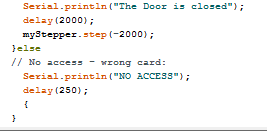 Serial.println("The Door is closed");
delay(2000);
myStepper.step(-2000);
}else
// No access - wrong card:
Serial.println("NO ACCESS");
delay(250);
{
}